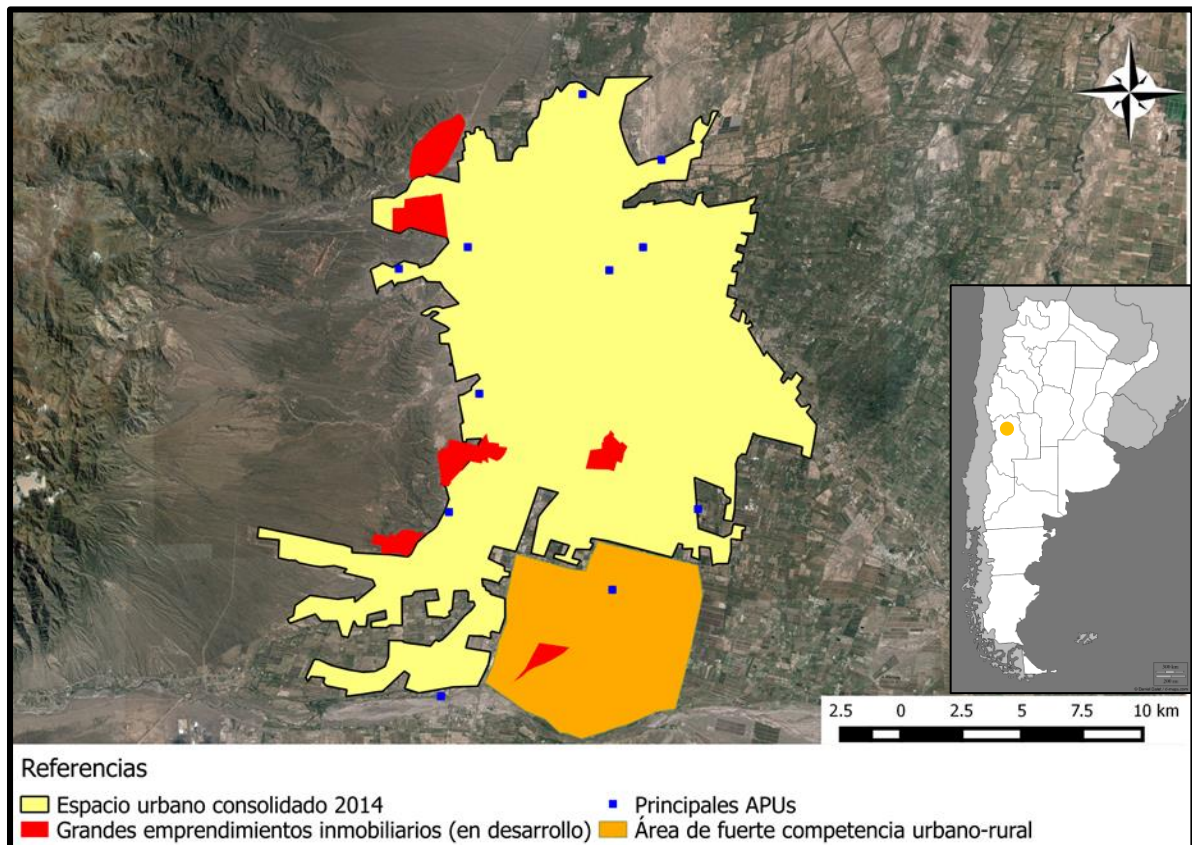 2.5 0 2.5 5 7.5 10 km
Referencias
Espacio urbano consolidado 2014
Principales APUs
Grandes emprendimientos inmobiliarios (en desarrollo)
Área de fuerte competencia urbano-rural